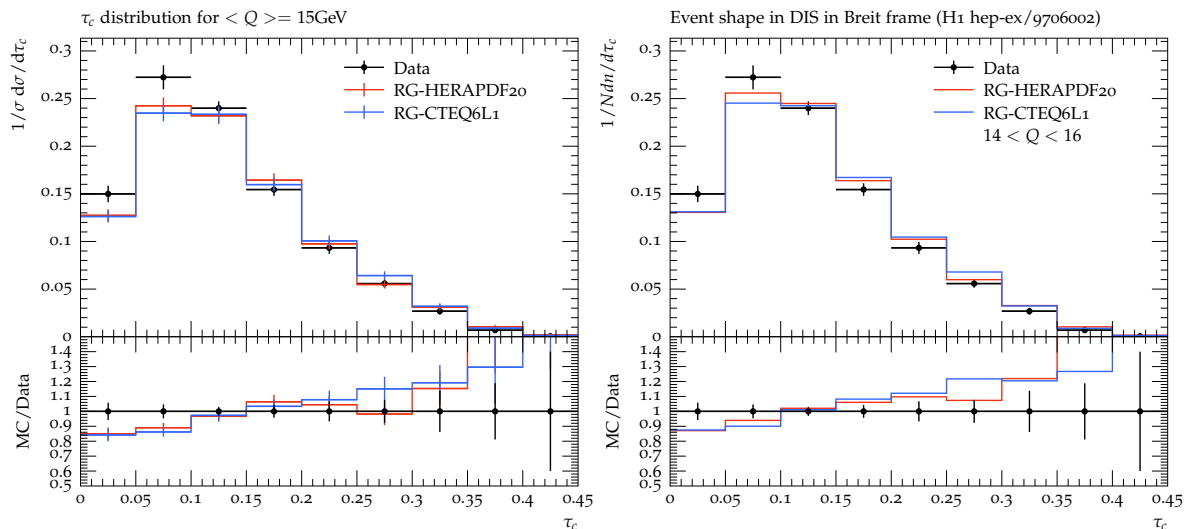 τc distribution for < Q >= 15GeV
1/σ dσ/dτc
0.3
0.25
0.2
0.15
0.1
0.05
0
Data
RG-HERAPDF20
RG-CTEQ6L1
MC/Data
1.4
1.3
1.2
1.1
1
0.9
0.8
0.7
0.6
0.5
0 0.05 0.1 0.15 0.2 0.25 0.3 0.35 0.4 0.45
τc
Event shape in DIS in Breit frame (H1 hep-ex/9706002)
1/Ndn/dτc
0.3
0.25
0.2
0.15
0.1
0.05
0
Data
RG-HERAPDF20
RG-CTEQ6L1
14 < Q < 16
MC/Data
1.4
1.3
1.2
1.1
1
0.9
0.8
0.7
0.6
0.5
0 0.05 0.1 0.15 0.2 0.25 0.3 0.35 0.4 0.45
τc